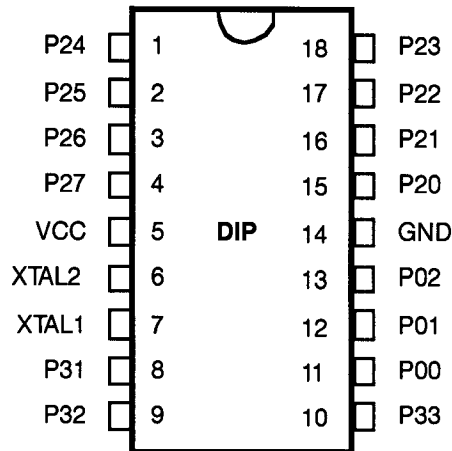 P24 1 18 P23
P25 2 17 P22
P26 3 16 P21
P27 4 15 P20
VCC 5 DIP 14 GND
XTAL2 6 13 P02
XTAL1 7 12 P01
P31 8 11 P00
P32 9 10 P33